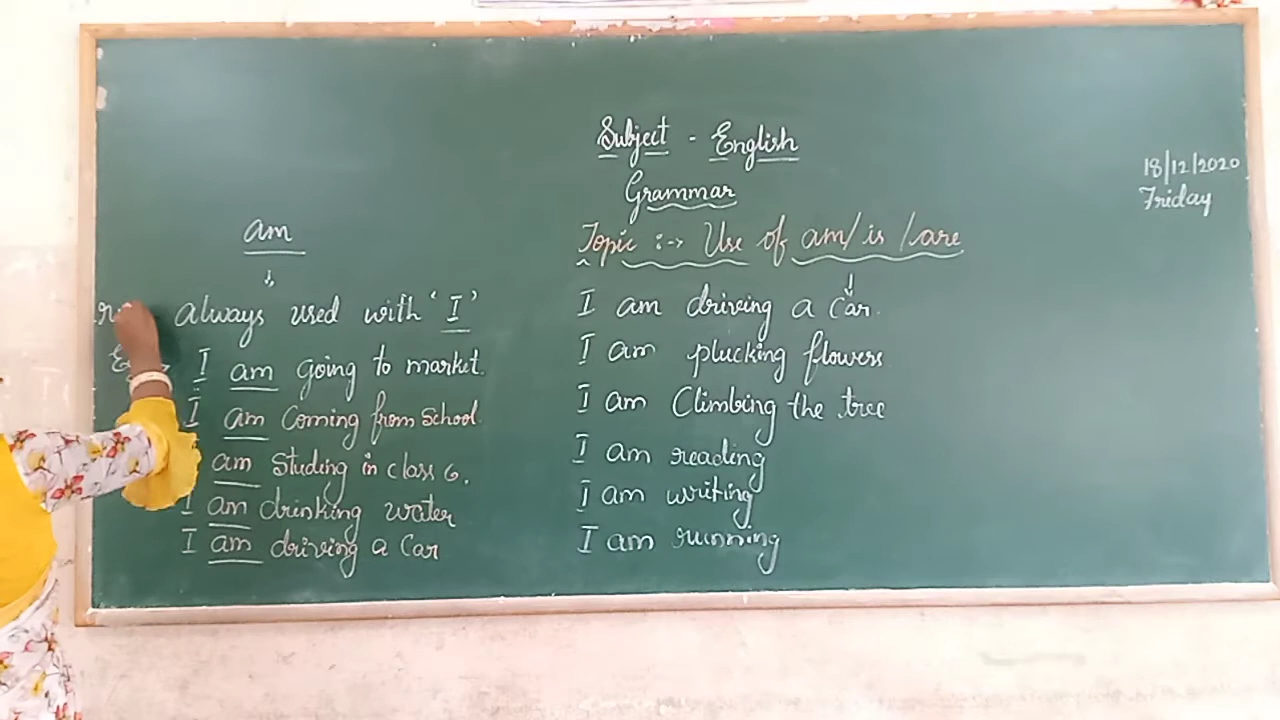 Subject - English
Grammar
18/12/2020
Friday
Topic :-> Use of am/is/are
am
always used with 'I'
I am going to market.
I am Coming from School.
am Studing in class 6.
I am drinking water
I am driving a Car
I am driving a Car.
I am plucking flowers
I am Climbing the tree
I am reading
I am writing
I am running